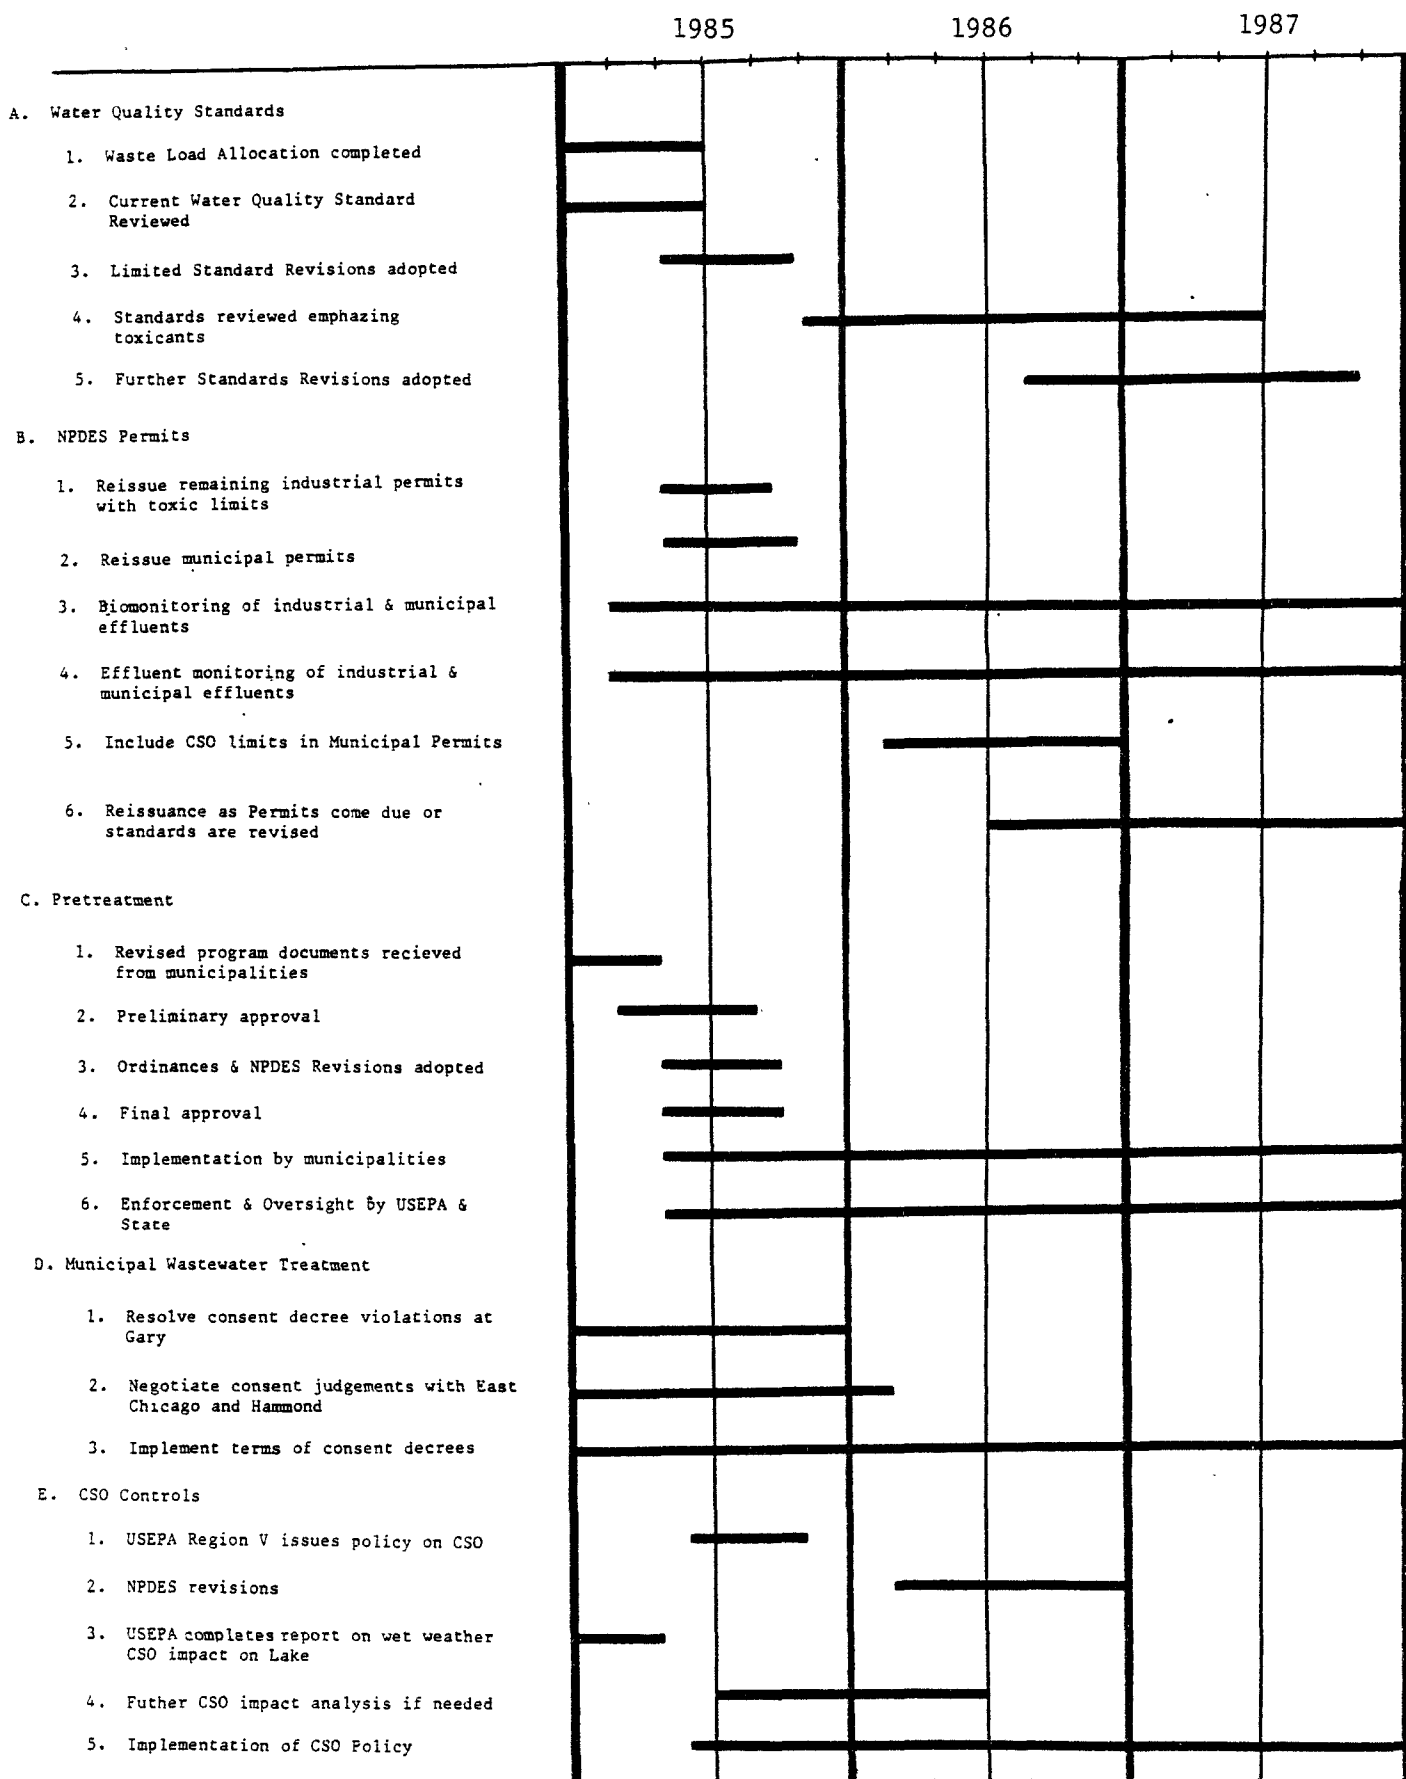 1985 1986 1987
A. Water Quality Standards
1. Waste Load Allocation completed
2. Current Water Quality Standard
Reviewed
3. Limited Standard Revisions adopted
4. Standards reviewed emphazing
toxicants
5. Further Standards Revisions adopted
B. NPDES Permits
1. Reissue remaining industrial permits
with toxic limits
2. Reissue municipal permits
3. Biomonitoring of industrial & municipal
effluents
4. Effluent monitoring of industrial &
municipal effluents
5. Include CSO limits in Municipal Permits
6. Reissuance as Permits come due or
standards are revised
C. Pretreatment
1. Revised program documents recieved
from municipalities
2. Preliminary approval
3. Ordinances & NPDES Revisions adopted
4. Final approval
5. Implementation by municipalities
6. Enforcement & Oversight by USEPA &
State
D. Municipal Wastewater Treatment
1. Resolve consent decree violations at
Gary
2. Negotiate consent judgements with East
Chicago and Hammond
3. Implement terms of consent decrees
E. CSO Controls
1. USEPA Region V issues policy on CSO
2. NPDES revisions
3. USEPA completes report on wet weather
CSO impact on Lake
4. Futher CSO impact analysis if needed
5. Implementation of CSO Policy